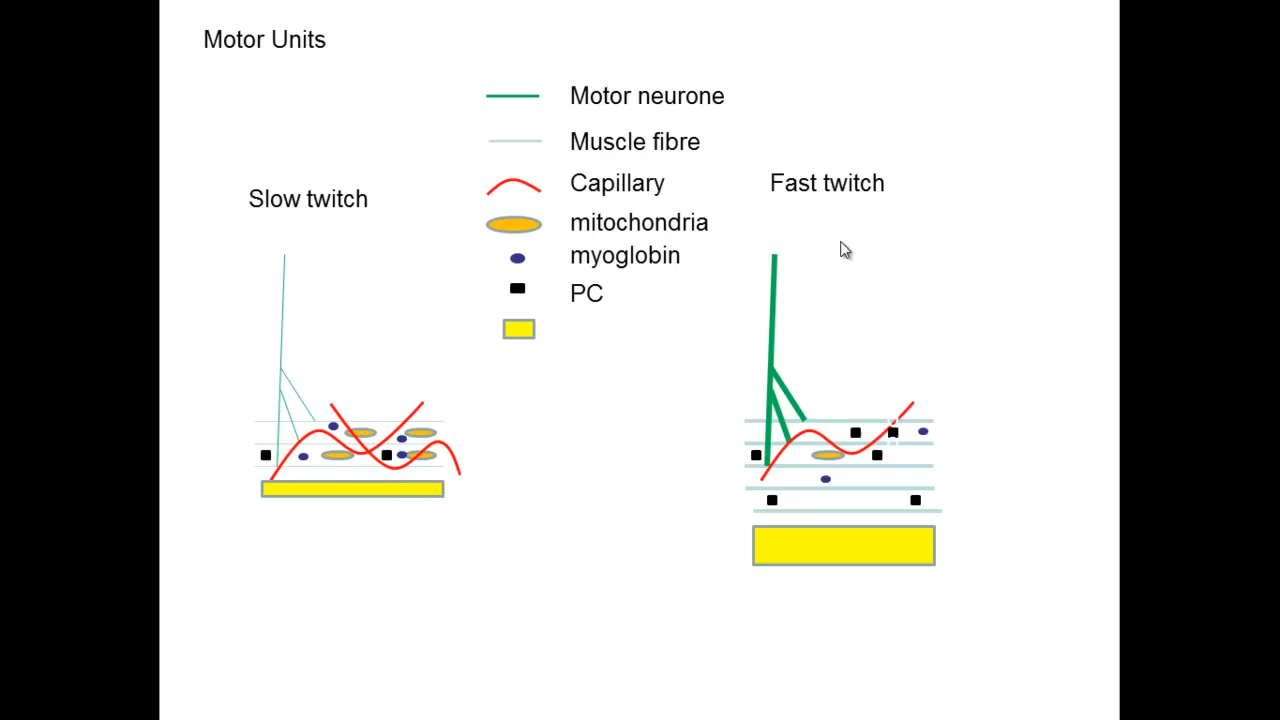 Motor Units
Motor neurone
Muscle fibre
Capillary
mitochondria
myoglobin
PC
Slow twitch
Fast twitch